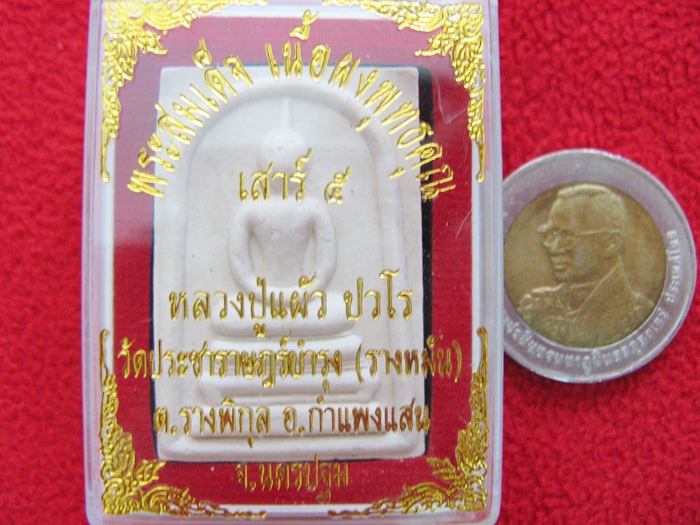 พระสมเด็จ เนื้อผงพุทธคุณ
เสาร์ ๕
หลวงปู่แผ้ว ปวโร
วัดประชาราษฎร์บำรุง (รางหมัน)
ต.รางพิกุล อ.กำแพงแสน
จ.นครปฐม